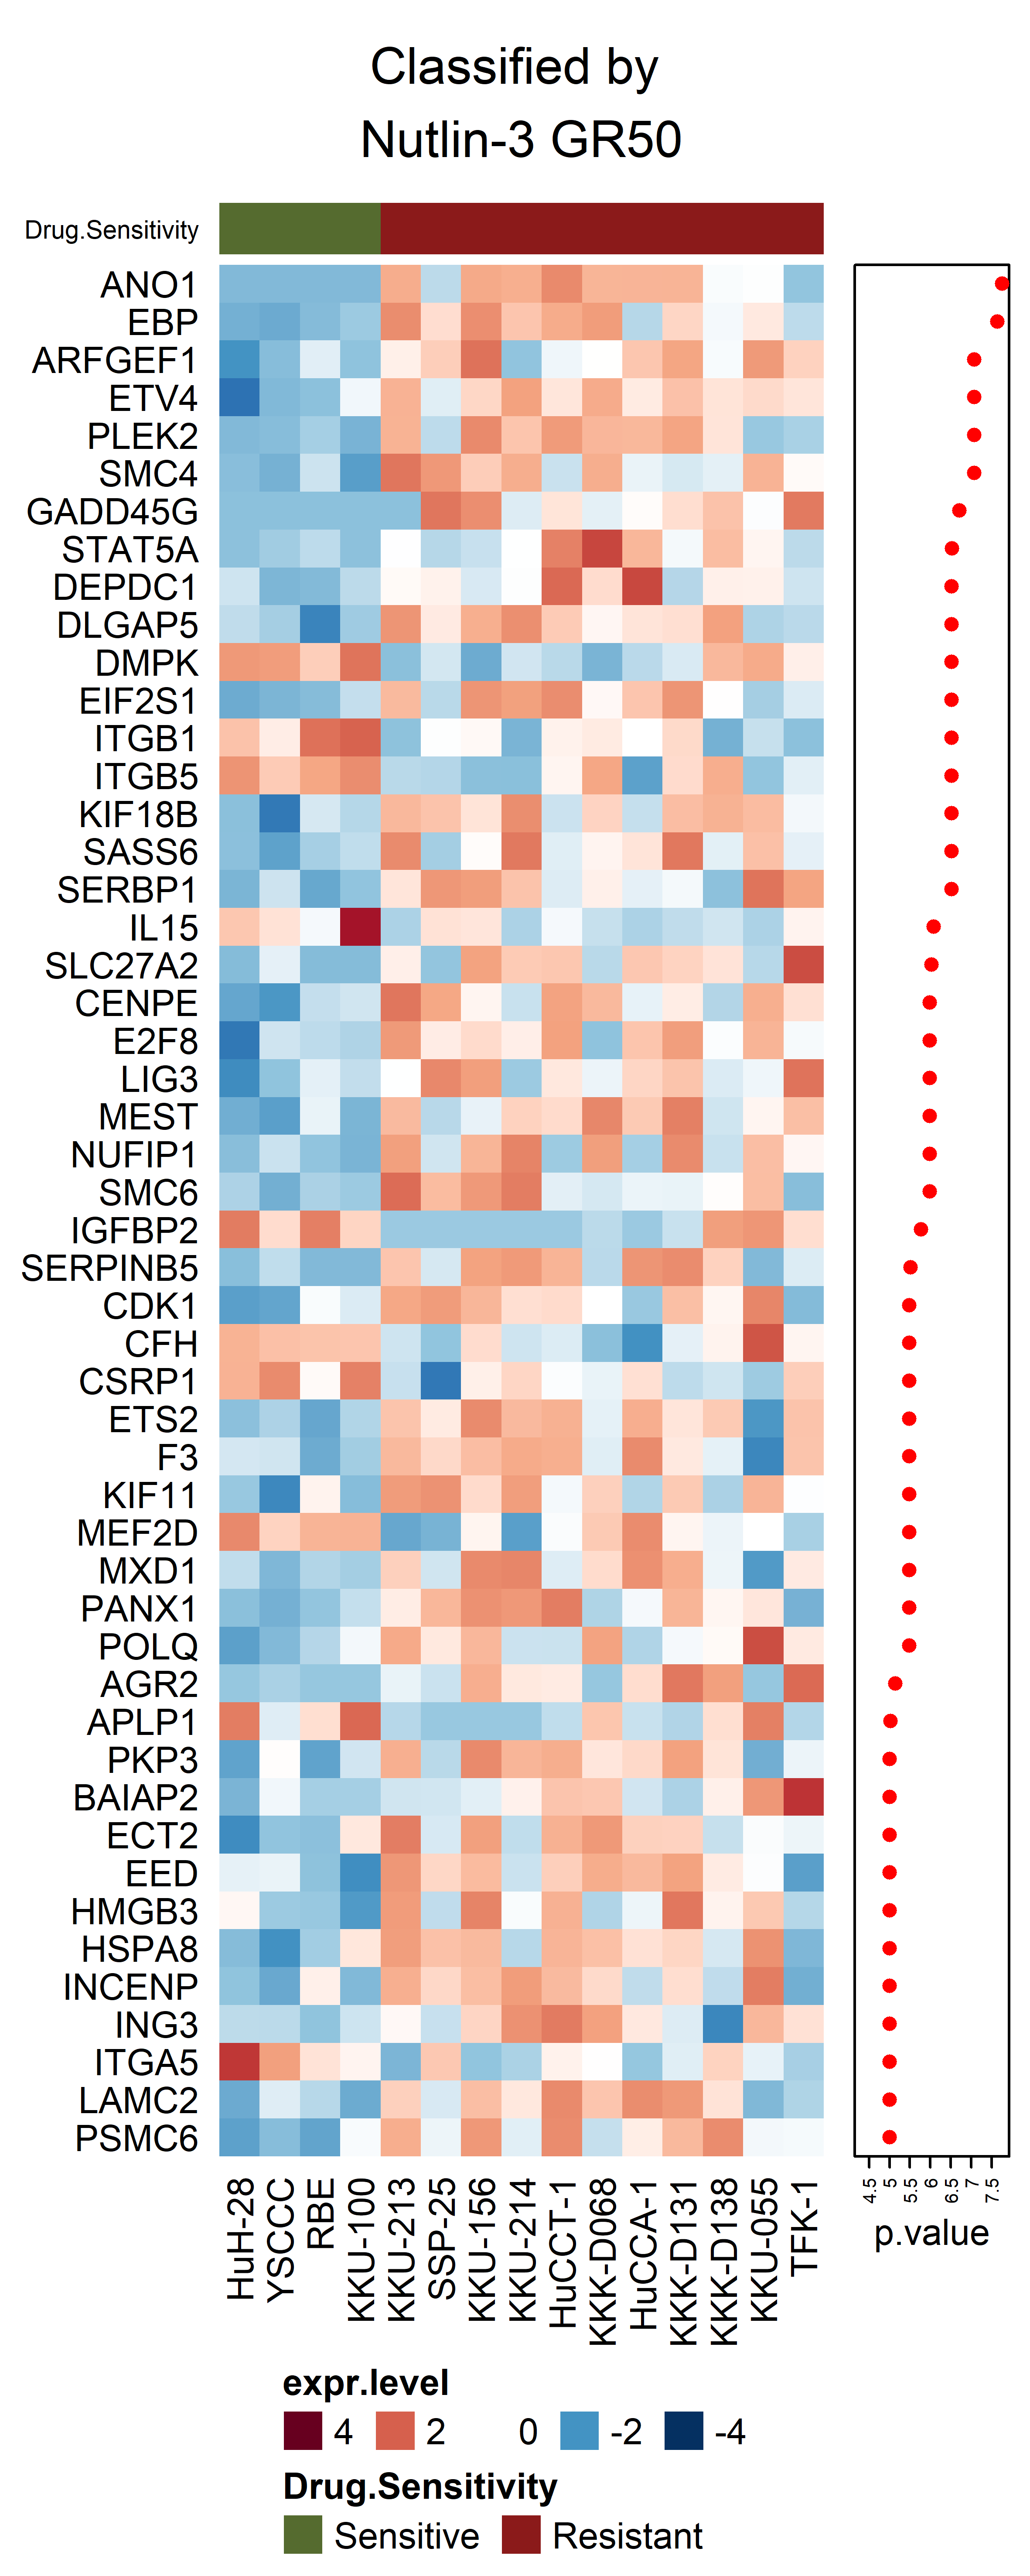 Classified by
Nutlin-3 GR50
Drug.Sensitivity
ANO1
EBP
ARFGEF1
ETV4
PLEK2
SMC4
GADD45G
STAT5A
DEPDC1
DLGAP5
DMPK
EIF2S1
ITGB1
ITGB5
KIF18B
SASS6
SERBP1
IL15
SLC27A2
CENPE
E2F8
LIG3
MEST
NUFIP1
SMC6
IGFBP2
SERPINB5
CDK1
CFH
CSRP1
ETS2
F3
KIF11
MEF2D
MXD1
PANX1
POLQ
AGR2
APLP1
PKP3
BAIAP2
ECT2
EED
HMGB3
HSPA8
INCENP
ING3
ITGA5
LAMC2
PSMC6
HuH-28
YSCCC
RBE
KKU-100
KKU-213
SSP-25
KKU-156
KKU-214
HuCCT-1
KKK-D068
HuCCA-1
KKK-D131
KKK-D138
KKU-055
TFK-1
4.5
5
5.5
6
6.5
7
7.5
p.value
expr.level
4 2 0 -2 -4
Drug.Sensitivity
Sensitive Resistant